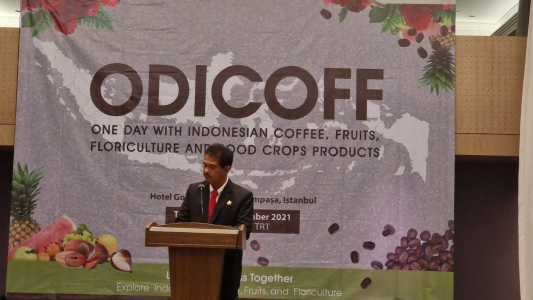 ODICOFF
ONE DAY WITH INDONESIAN COFFEE, FRUITS,
FLORICULTURE AND FOOD CROPS PRODUCTS
Hotel Istanbul
2021
TRT
Together
Explore Fruits, and Floriculture